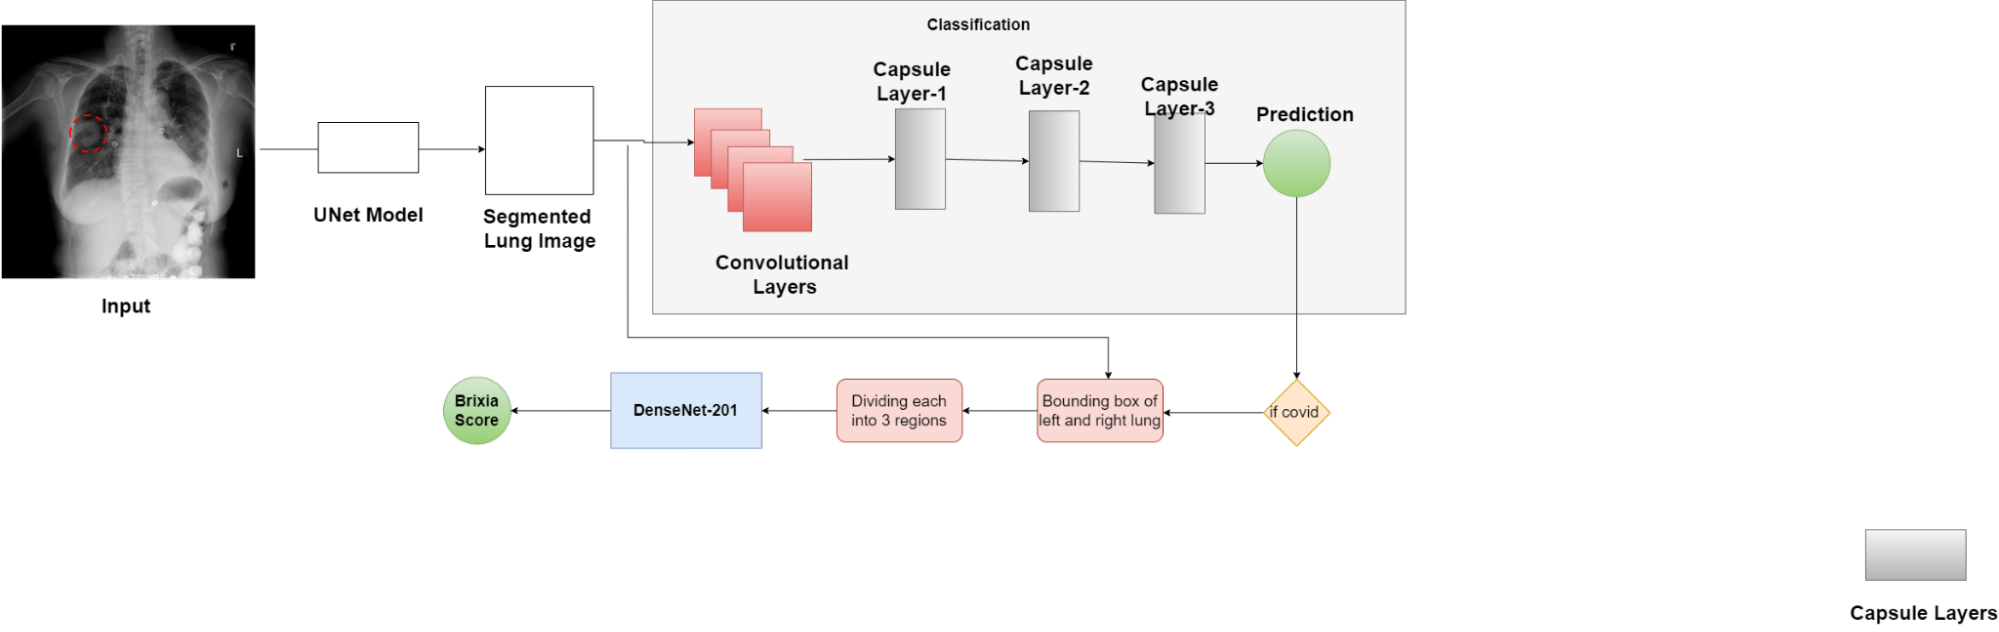 Classification
Capsule
Layer-1
Capsule
Layer-2
Capsule
Layer-3
Prediction
L
UNet Model
Segmented
Lung Image
Convolutional
Layers
Input
Brixia
Score
DenseNet-201
Dividing each
into 3 regions
Bounding box of
left and right lung
if covid
Capsule Layers